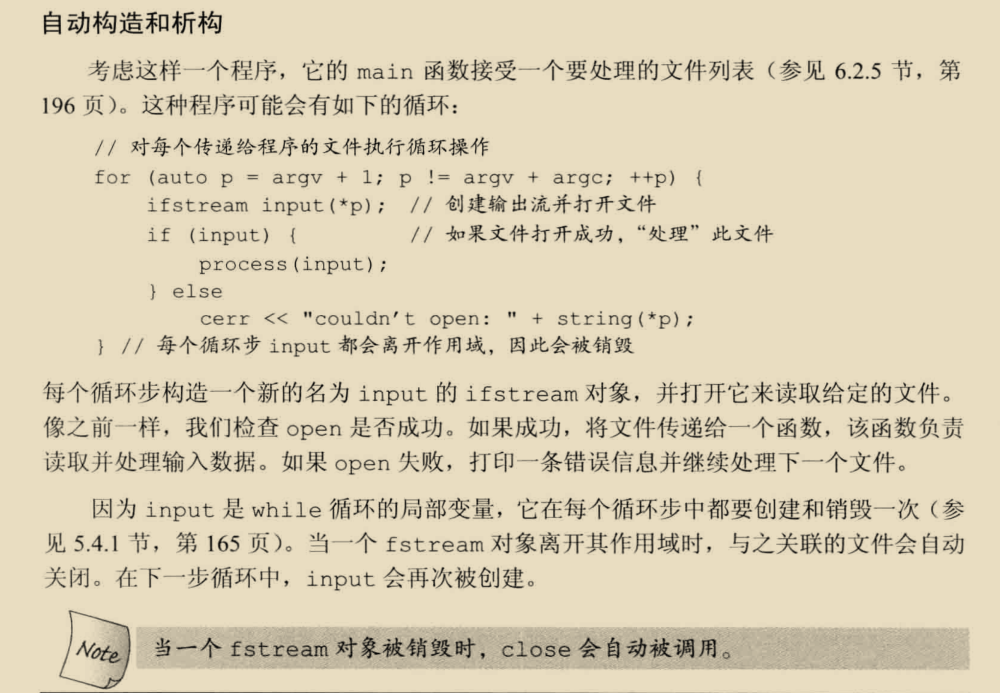 自动构造和析构
考虑这样一个程序，它的 main 函数接受一个要处理的文件列表（参见 6.2.5 节，第
196 页）。这种程序可能会有如下的循环：
// 对每个传递给程序的文件执行循环操作
for (auto p = argv + 1; p != argv + argc; ++p) {
    ifstream input(*p);  // 创建输出流并打开文件
    if (input) {         // 如果文件打开成功，“处理”此文件
        process(input);
    } else
        cerr << "couldn't open: " + string(*p);
} // 每个循环步 input 都会离开作用域，因此会被销毁
每个循环步构造一个新的名为 input 的 ifstream 对象，并打开它来读取给定的文件。
像之前一样，我们检查 open 是否成功。如果成功，将文件传递给一个函数，该函数负责
读取并处理输入数据。如果 open 失败，打印一条错误信息并继续处理下一个文件。
因为 input 是 while 循环的局部变量，它在每个循环步中都要创建和销毁一次（参
见 5.4.1 节，第 165 页）。当一个 fstream 对象离开其作用域时，与之关联的文件会自动
关闭。在下一步循环中，input 会再次被创建。
Note 当一个 fstream 对象被销毁时，close 会自动被调用。